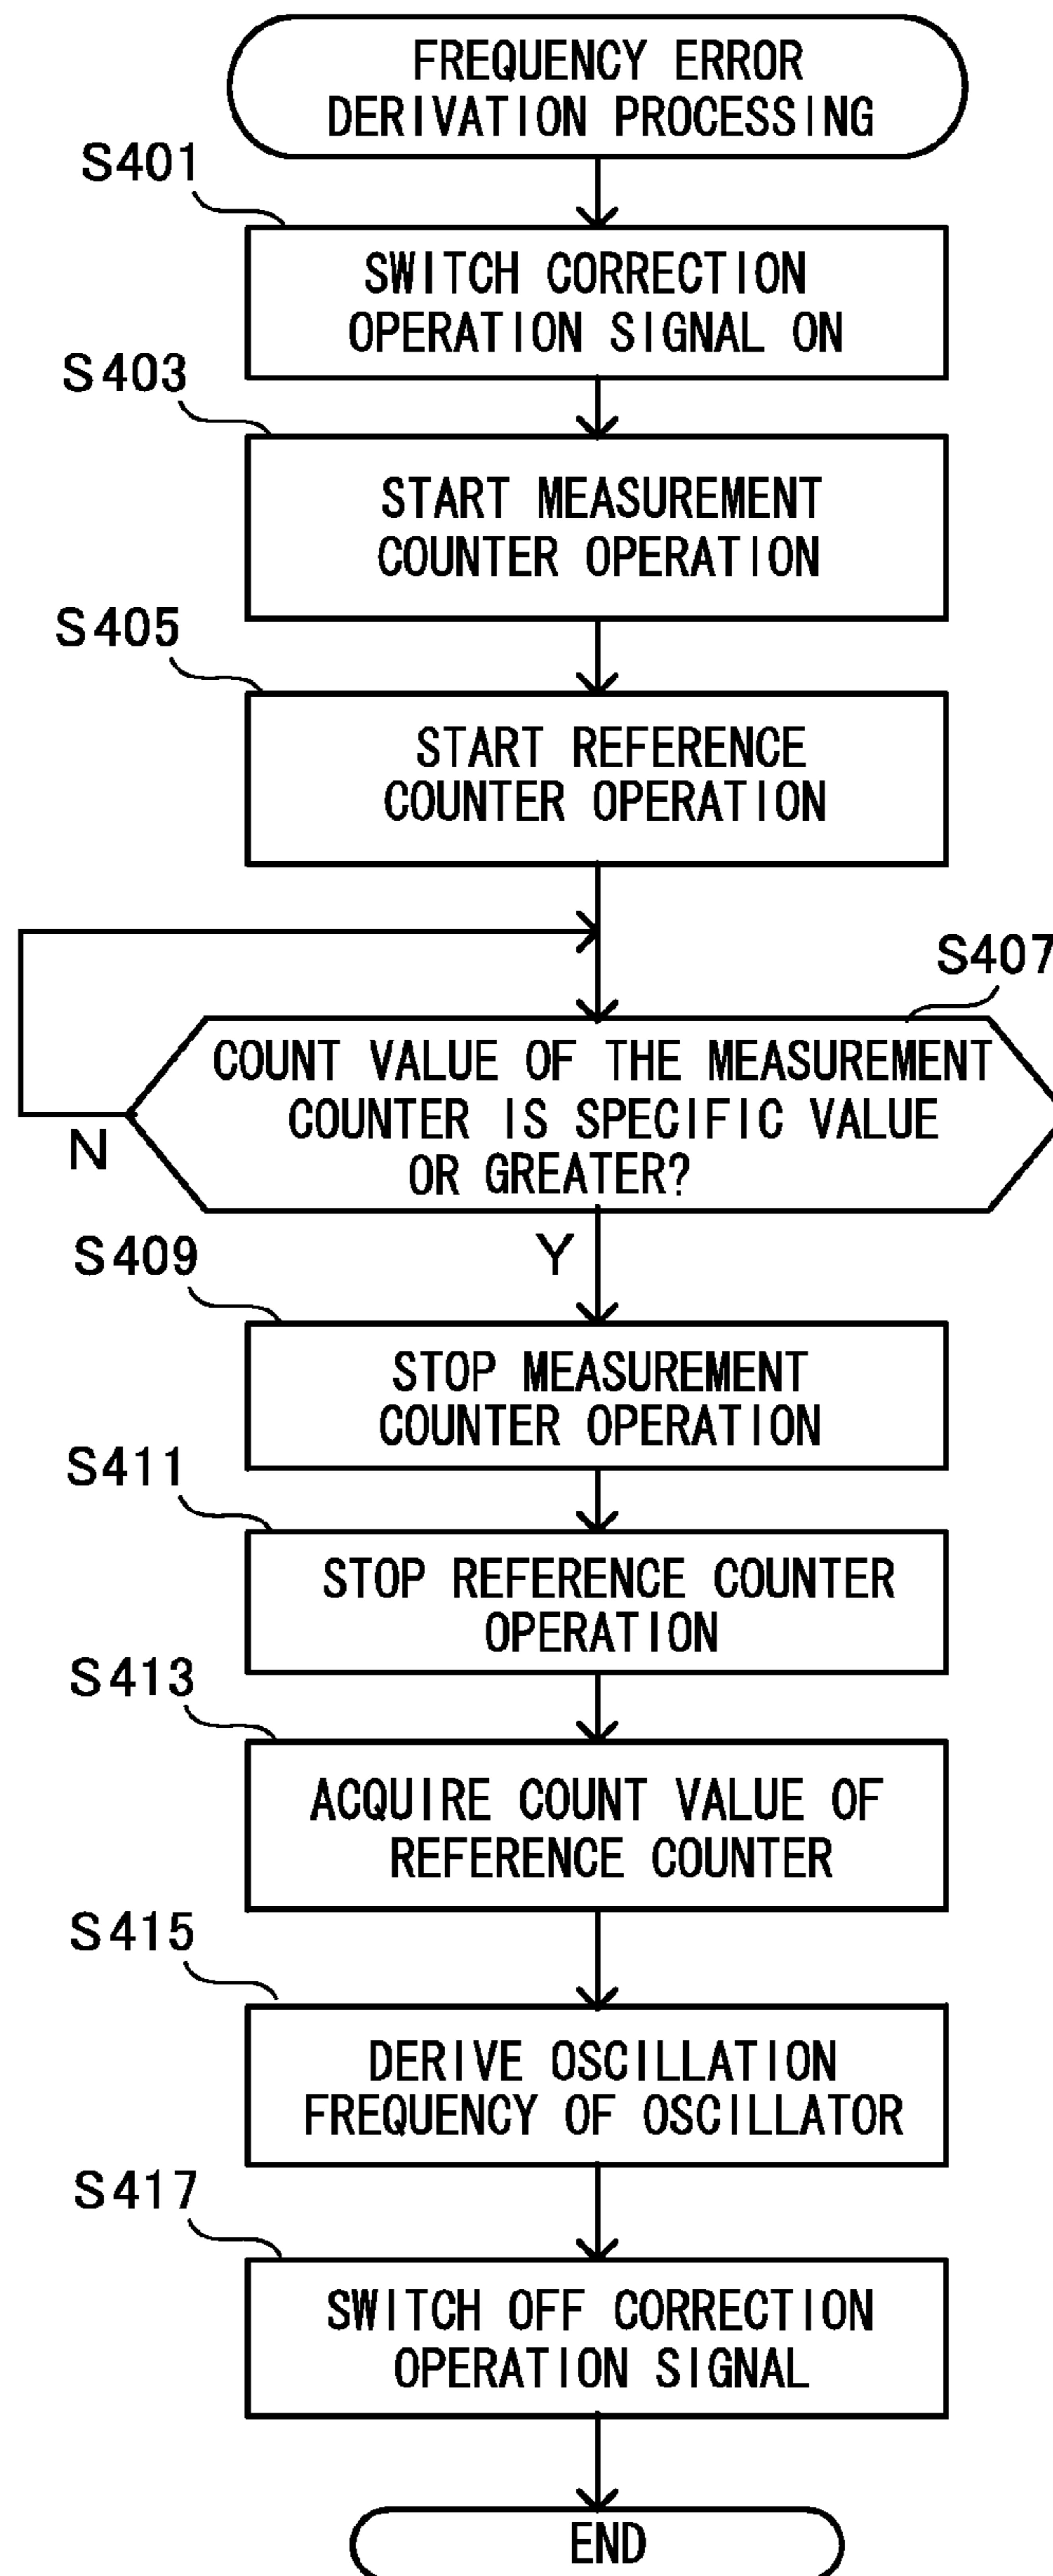 FREQUENCY ERROR
DERIVATION PROCESSING
S401
SWITCH CORRECTION
OPERATION SIGNAL ON
S403
START MEASUREMENT
COUNTER OPERATION
S405
START REFERENCE
COUNTER OPERATION
S407
COUNT VALUE OF THE MEASUREMENT
COUNTER IS SPECIFIC VALUE
OR GREATER?
N
Y
S409
STOP MEASUREMENT
COUNTER OPERATION
S411
STOP REFERENCE COUNTER
OPERATION
S413
ACQUIRE COUNT VALUE OF
REFERENCE COUNTER
S415
DERIVE OSCILLATION
FREQUENCY OF OSCILLATOR
S417
SWITCH OFF CORRECTION
OPERATION SIGNAL
END